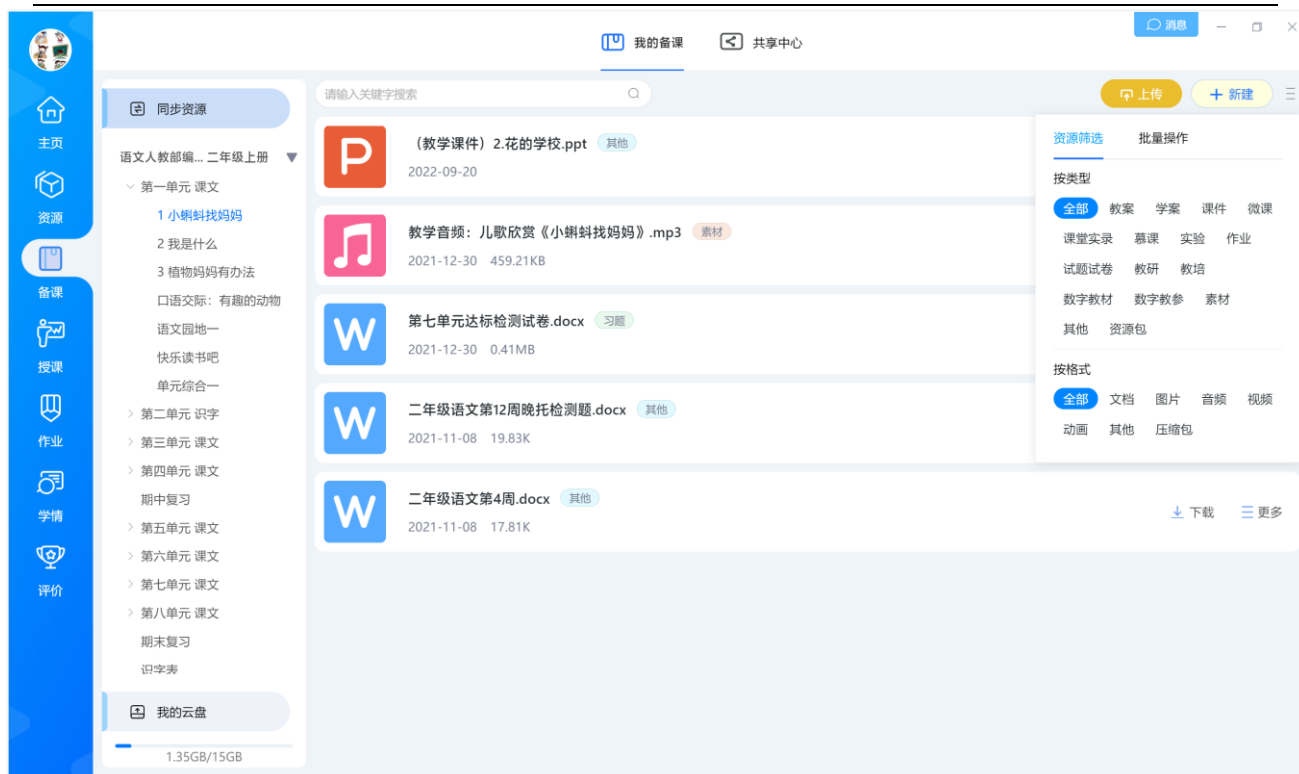 消息
我的备课 共享中心
主页
资源
备课
授课
作业
学情
评价
同步资源
语文人教部编... 二年级上册
第一单元 课文
1 小蝌蚪找妈妈
2 我是什么
3 植物妈妈有办法
口语交际：有趣的动物
语文园地一
快乐读书吧
单元综合一
第二单元 识字
第三单元 课文
第四单元 课文
期中复习
第五单元 课文
第六单元 课文
第七单元 课文
第八单元 课文
期末复习
识字表
我的云盘
1.35GB/15GB
请输入关键字搜索
上传 新建
P
（教学课件）2.花的学校.ppt 其他
2022-09-20
教学音频：儿歌欣赏《小蝌蚪找妈妈》.mp3 素材
2021-12-30 459.21KB
W
第七单元达标检测试卷.docx 习题
2021-12-30 0.41MB
W
二年级语文第12周晚托检测题.docx 其他
2021-11-08 19.83K
W
二年级语文第4周.docx 其他
2021-11-08 17.81K
下载 更多
资源筛选 批量操作
按类型
全部 教案 学案 课件 微课
课堂实录 慕课 实验 作业
试题试卷 教研 教培
数字教材 数字教参 素材
其他 资源包
按格式
全部 文档 图片 音频 视频
动画 其他 压缩包